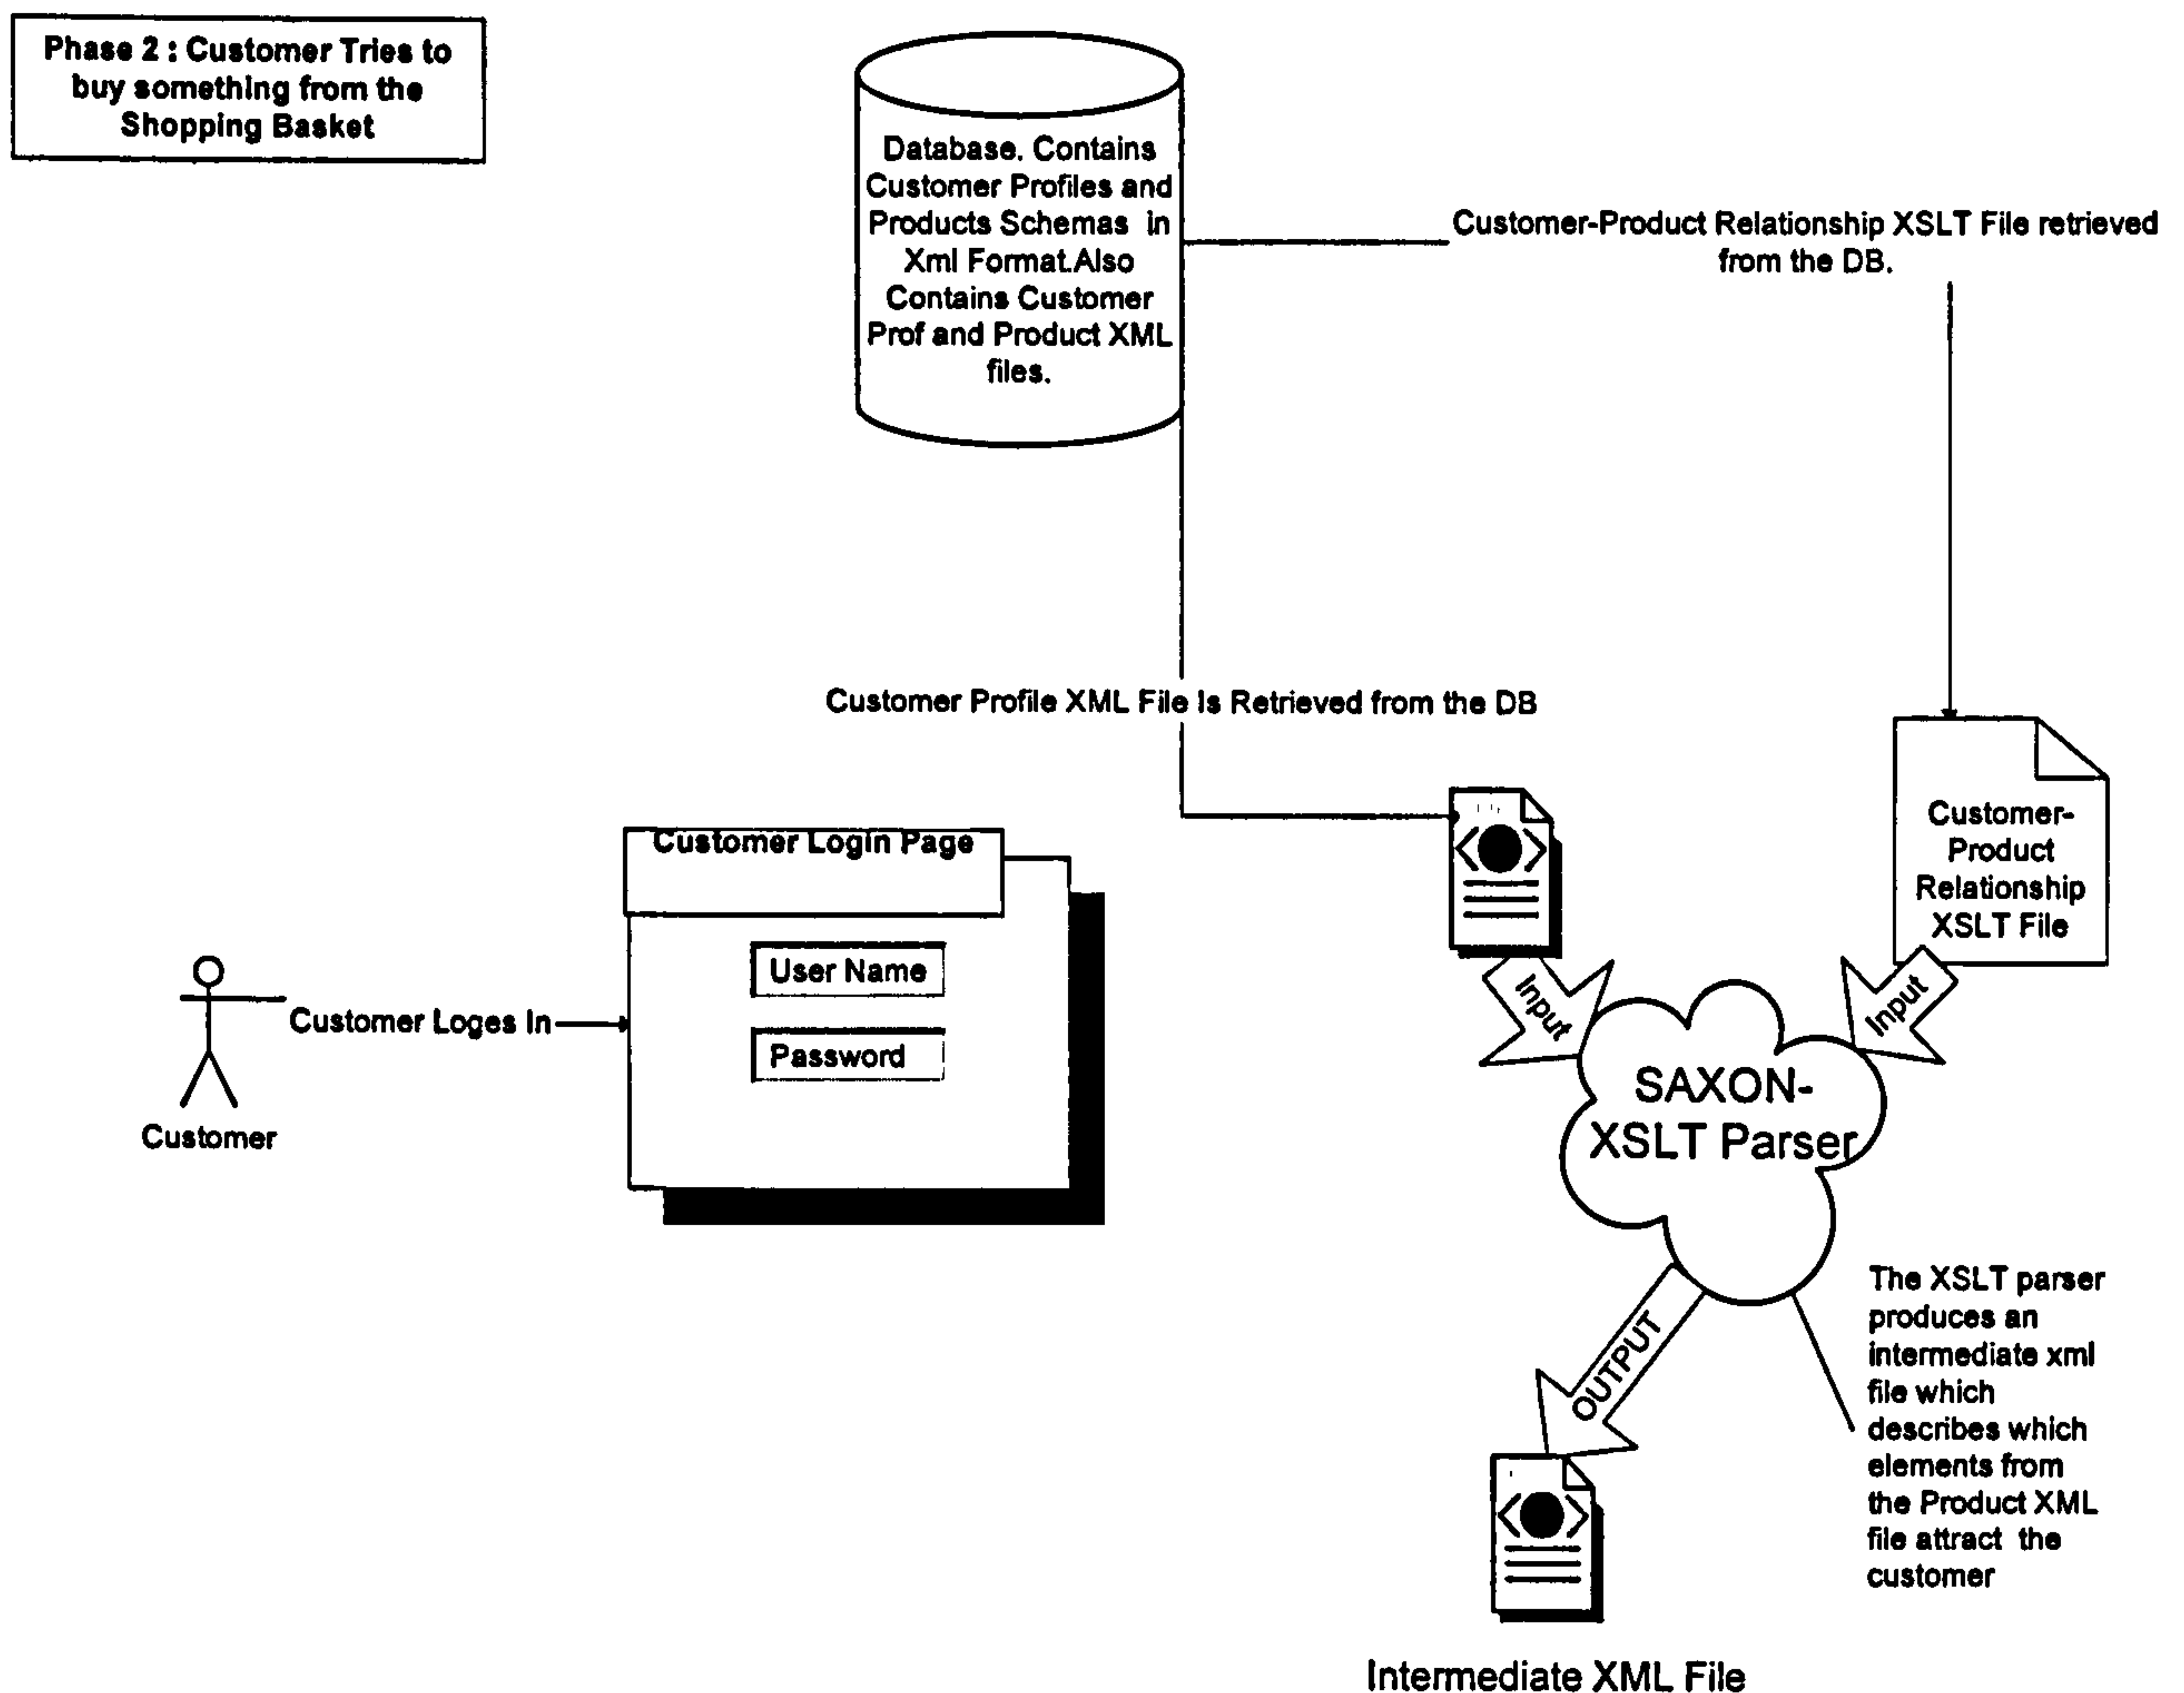 Phase 2 : Customer Tries to
buy something from the
Shopping Basket
Database. Contains
Customer Profiles and
Products Schemas in
Xml Format.Also
Contains Customer
Prof and Product XML
files.
Customer-Product Relationship XSLT File retrieved
from the DB.
Customer Profile XML File Is Retrieved from the DB
Customer-
Product
Relationship
XSLT File
Customer Login Page
User Name
Password
Customer Loges In
Customer
Input
Input
SAXON-
XSLT Parser
OUTPUT
The XSLT parser
produces an
intermediate xml
file which
describes which
elements from
the Product XML
file attract the
customer
Intermediate XML File